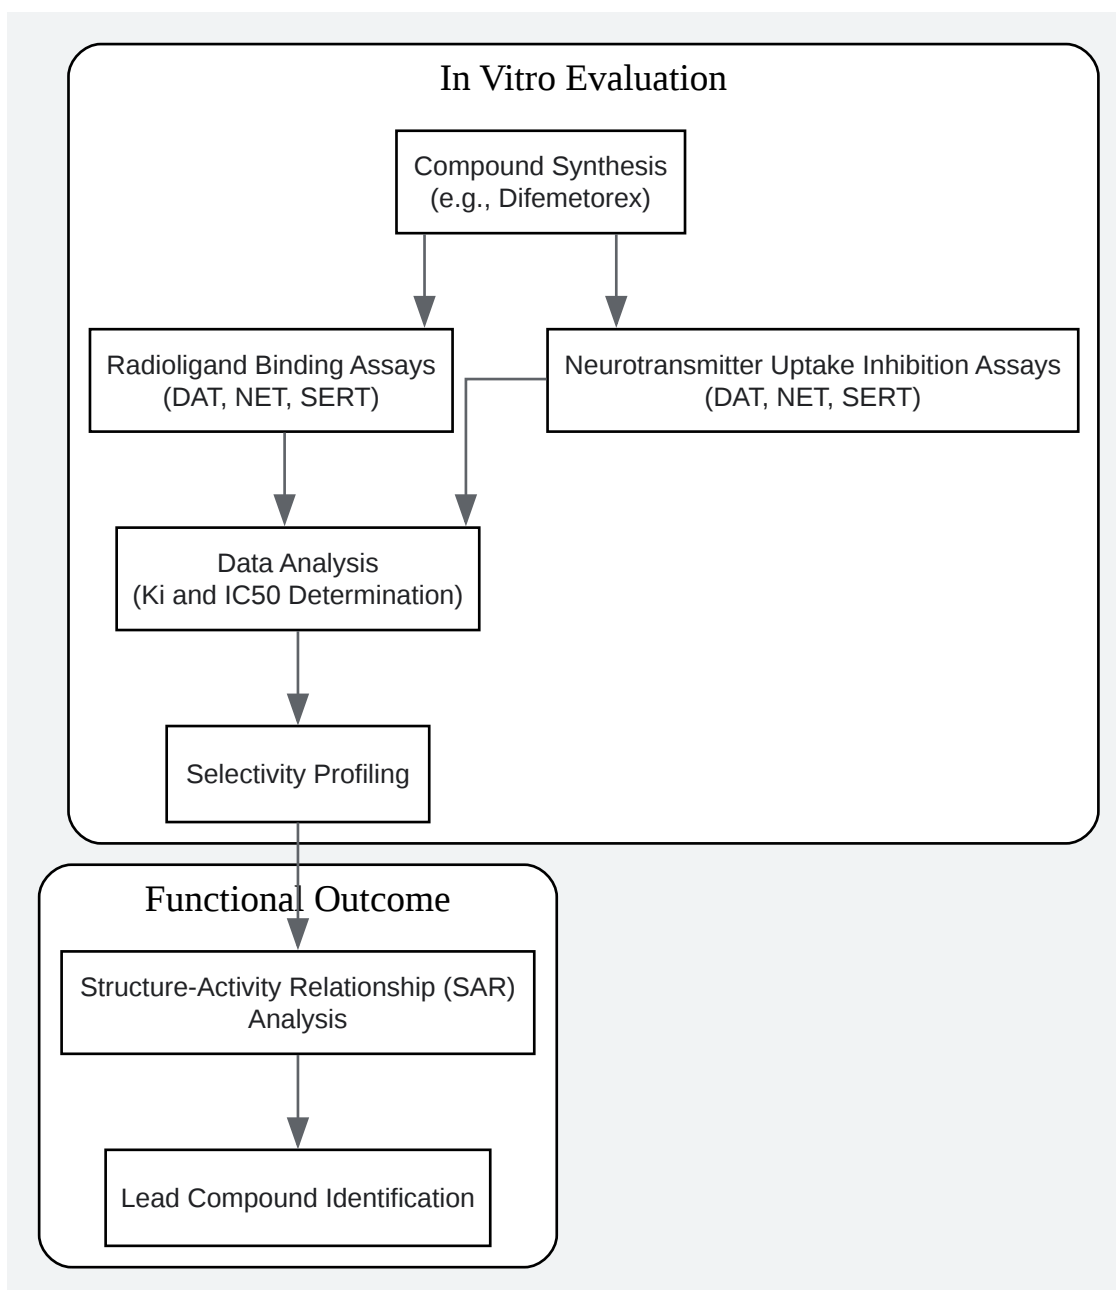 In Vitro Evaluation
Compound Synthesis
(e.g., Difemetorex)
Radioligand Binding Assays
(DAT, NET, SERT)
Neurotransmitter Uptake Inhibition Assays
(DAT, NET, SERT)
Data Analysis
(Ki and IC50 Determination)
Selectivity Profiling
Functional Outcome
Structure-Activity Relationship (SAR)
Analysis
Lead Compound Identification